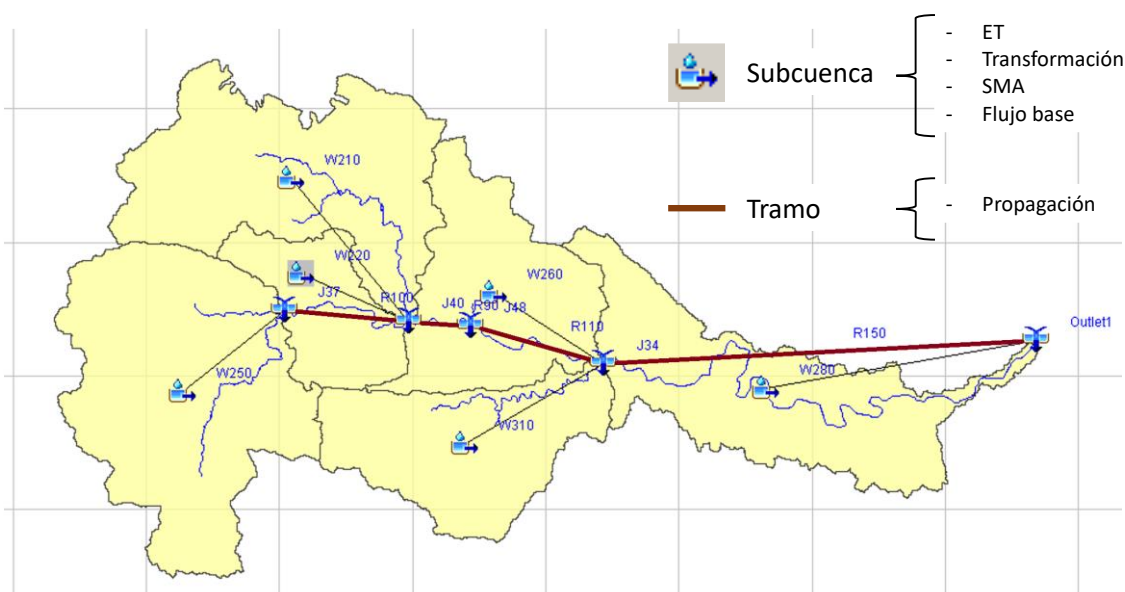 Subcuenca
- ET
- Transformación
- SMA
- Flujo base
Tramo
- Propagación
W210
W220
W260
J37
R100
J40
R90
J48
R110
J34
R150
Outlet1
W250
W280
W310